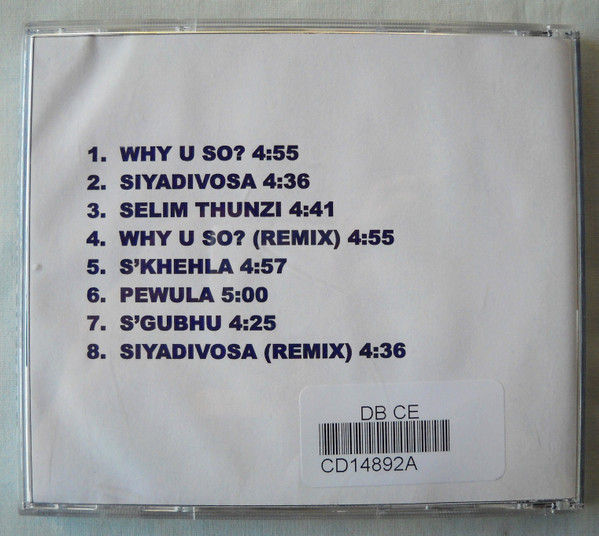 1. WHY U SO? 4:55
2. SIYADIVOSA 4:36
3. SELIM THUNZI 4:41
4. WHY U SO? (REMIX) 4:55
5. S'KHEHLA 4:57
6. PEWULA 5:00
7. S'GUBHU 4:25
8. SIYADIVOSA (REMIX) 4:36
DB CE
CD14892A